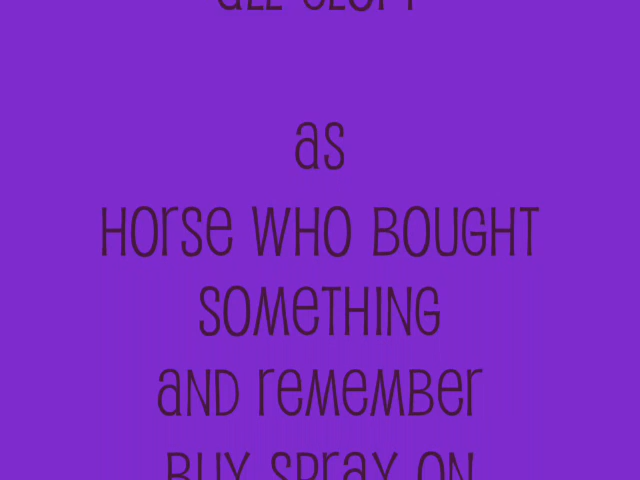 as
Horse WHO BOUGHT
SOMeTHING
aND rememBer
BUY SPraY ON